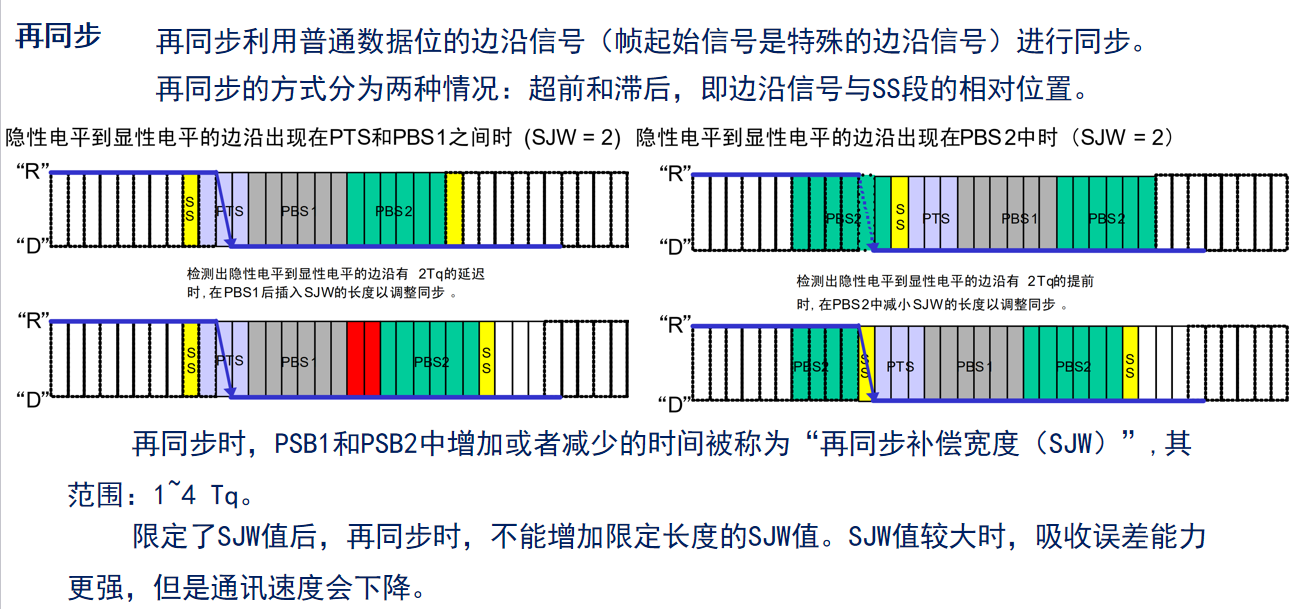 再同步
再同步利用普通数据位的边沿信号（帧起始信号是特殊的边沿信号）进行同步。
再同步的方式分为两种情况：超前和滞后，即边沿信号与SS段的相对位置。
隐性电平到显性电平的边沿出现在PTS和PBS1之间时 (SJW = 2)
“R”
SS
PTS
PBS1
PBS2
“D”
检测出隐性电平到显性电平的边沿有 2Tq的延迟
时,在PBS1后插入SJW的长度以调整同步 。
“R”
SS
PTS
PBS1
PBS2
SS
“D”
隐性电平到显性电平的边沿出现在PBS2中时（SJW = 2）
“R”
PBS2
SS
PTS
PBS1
PBS2
“D”
检测出隐性电平到显性电平的边沿有 2Tq的提前
时,在PBS2中减小SJW的长度以调整同步 。
“R”
PBS2
SS
PTS
PBS1
PBS2
SS
“D”
再同步时，PSB1和PSB2中增加或者减少的时间被称为“再同步补偿宽度（SJW）”,其
范围：1~4 Tq。
限定了SJW值后，再同步时，不能增加限定长度的SJW值。SJW值较大时，吸收误差能力
更强，但是通讯速度会下降。